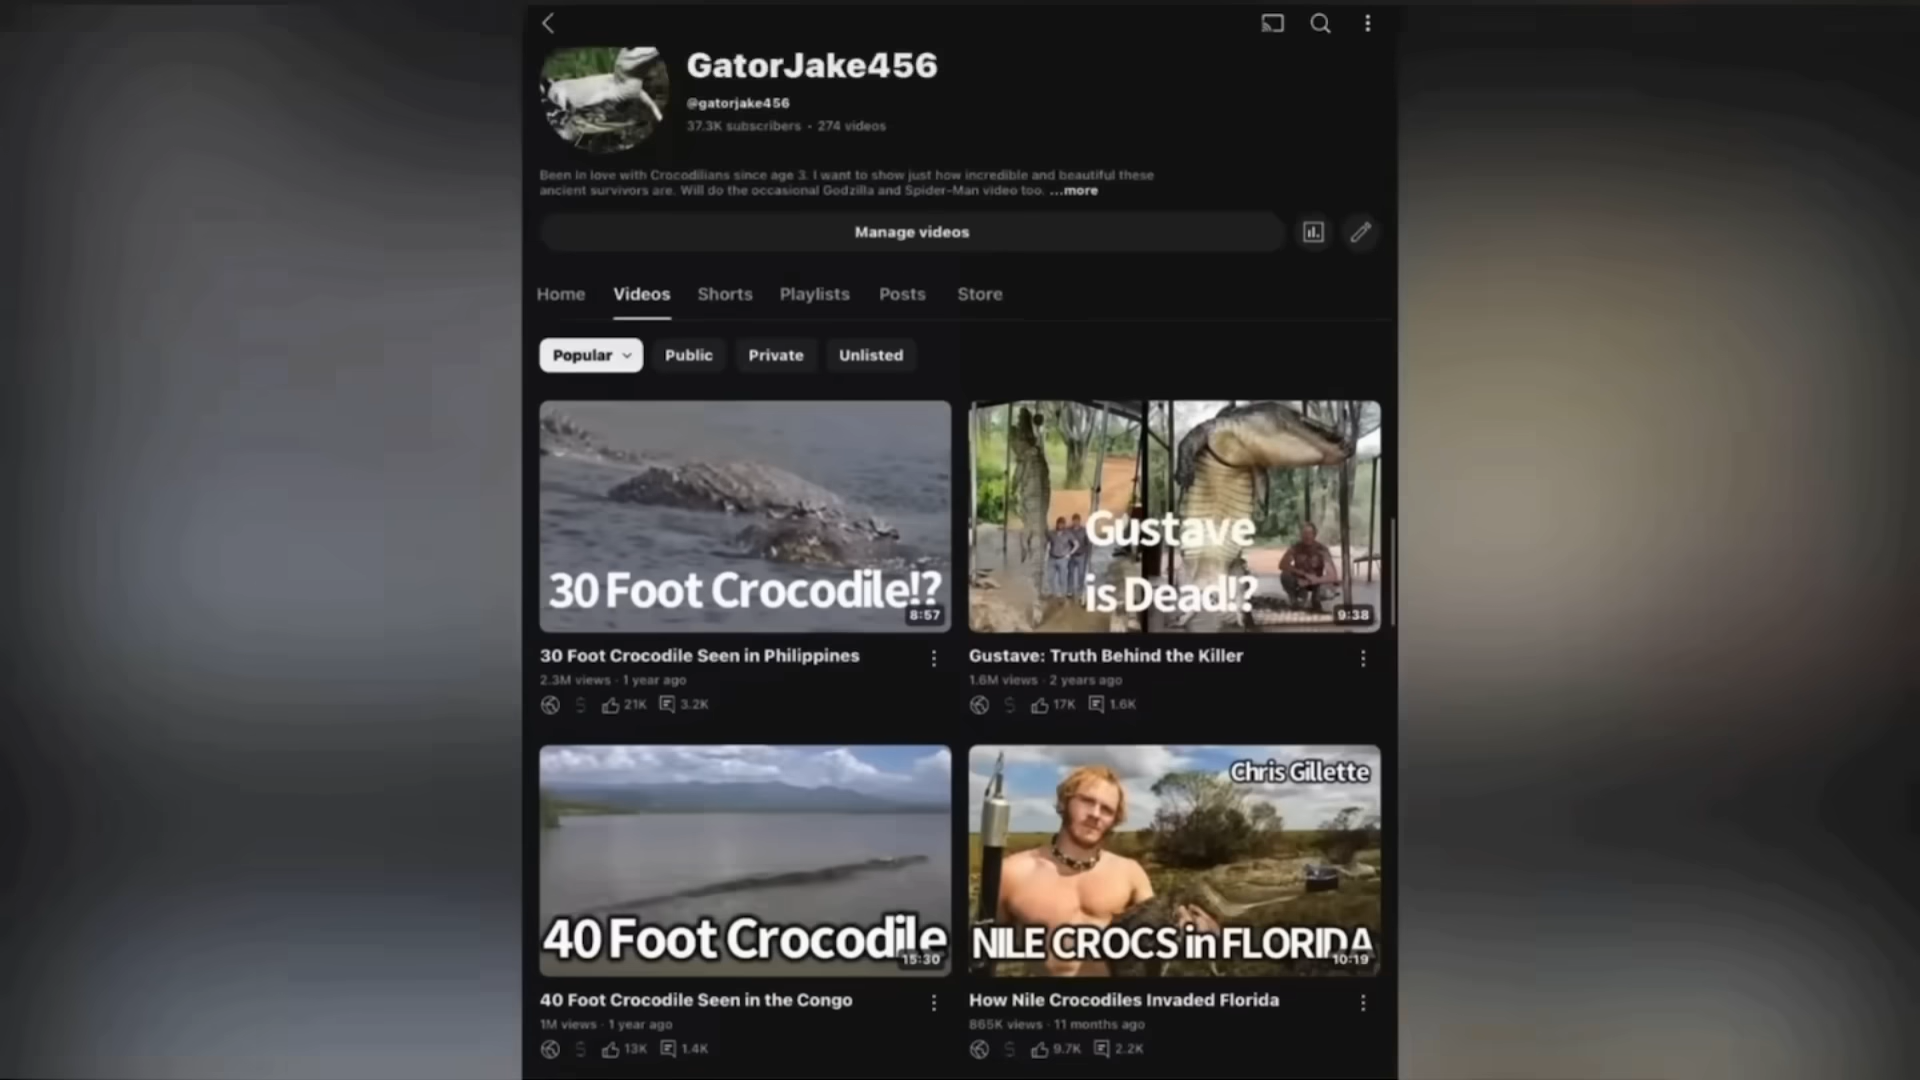 GatorJake456
@gatorjake456
37.3K subscribers • 274 videos
Been in love with Crocodilians since age 3. I want to show just how incredible and beautiful these
ancient survivors are. Will do the occasional Godzilla and Spider-Man video too. ...more
Manage videos
Home Videos Shorts Playlists Posts Store
Popular Public Private Unlisted
30 Foot Crocodile!?
8:57
30 Foot Crocodile Seen in Philippines
2.3M views · 1 year ago
21K 3.2K
Gustave
is Dead!?
9:38
Gustave: Truth Behind the Killer
1.6M views · 2 years ago
17K 1.6K
40 Foot Crocodile
15:30
40 Foot Crocodile Seen in the Congo
1M views · 1 year ago
13K 1.4K
Chris Gillette
NILE CROCS in FLORIDA
10:19
How Nile Crocodiles Invaded Florida
865K views · 11 months ago
9.7K 2.2K